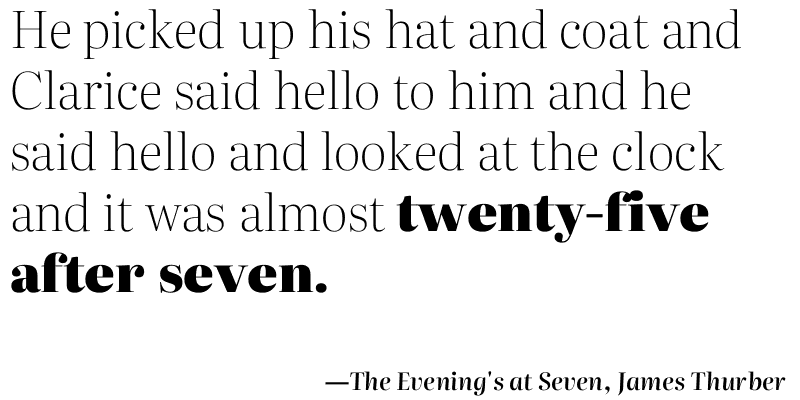 He picked up his hat and coat and
Clarice said hello to him and he
said hello and looked at the clock
and it was almost twenty-five
after seven.
—The Evening's at Seven, James Thurber